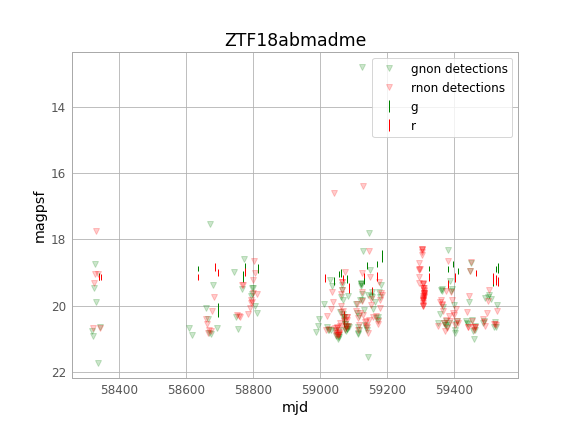 ZTF18abmadme
gnon detections
rnon detections
g
r
14
16
18
20
22
magpsf
58400
58600
58800
59000
59200
59400
mjd